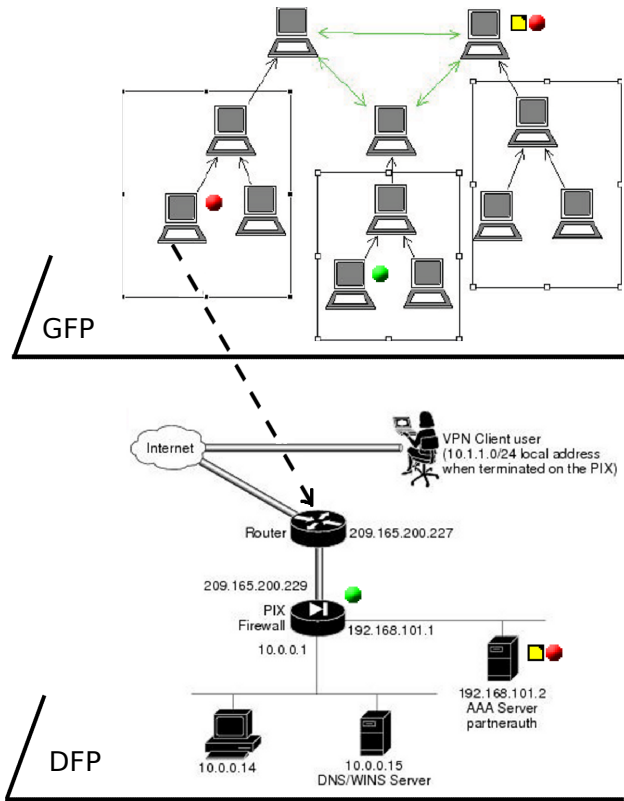 GFP
Internet
VPN Client user
(10.1.1.0/24 local address
when terminated on the PIX)
Router
209.165.200.227
209.165.200.229
PIX
Firewall
192.168.101.1
10.0.0.1
192.168.101.2
AAA Server
partnerauth
10.0.0.14
10.0.0.15
DNS/WINS Server
DFP